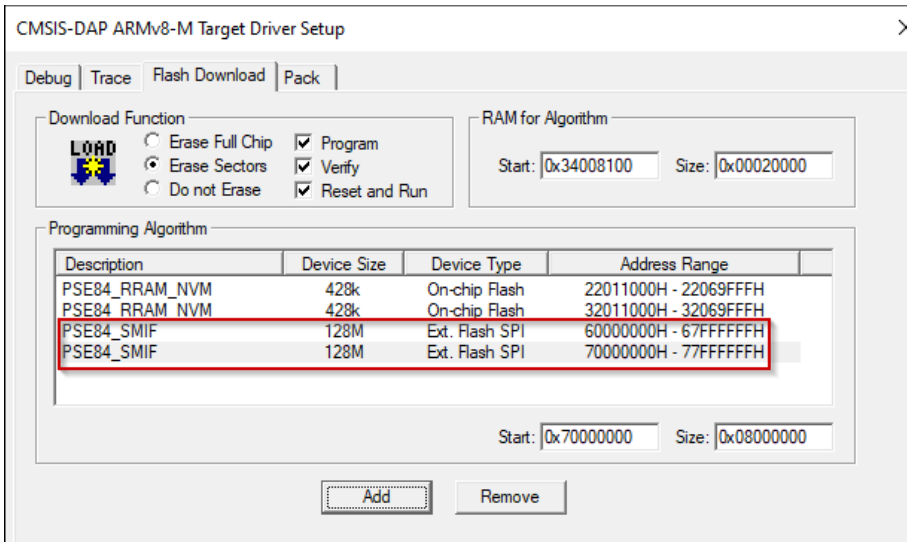 CMSIS-DAP ARMv8-M Target Driver Setup
Debug Trace Flash Download Pack
Download Function
LOAD
Erase Full Chip
Erase Sectors
Do not Erase
Program
Verify
Reset and Run
RAM for Algorithm
Start: 0x34008100 Size: 0x00020000
Programming Algorithm
Description Device Size Device Type Address Range
PSE84_RRAM_NVM 428k On-chip Flash 22011000H - 22069FFFH
PSE84_RRAM_NVM 428k On-chip Flash 32011000H - 32069FFFH
PSE84_SMIF 128M Ext. Flash SPI 60000000H - 67FFFFFFH
PSE84_SMIF 128M Ext. Flash SPI 70000000H - 77FFFFFFH
Start: 0x70000000 Size: 0x08000000
Add Remove